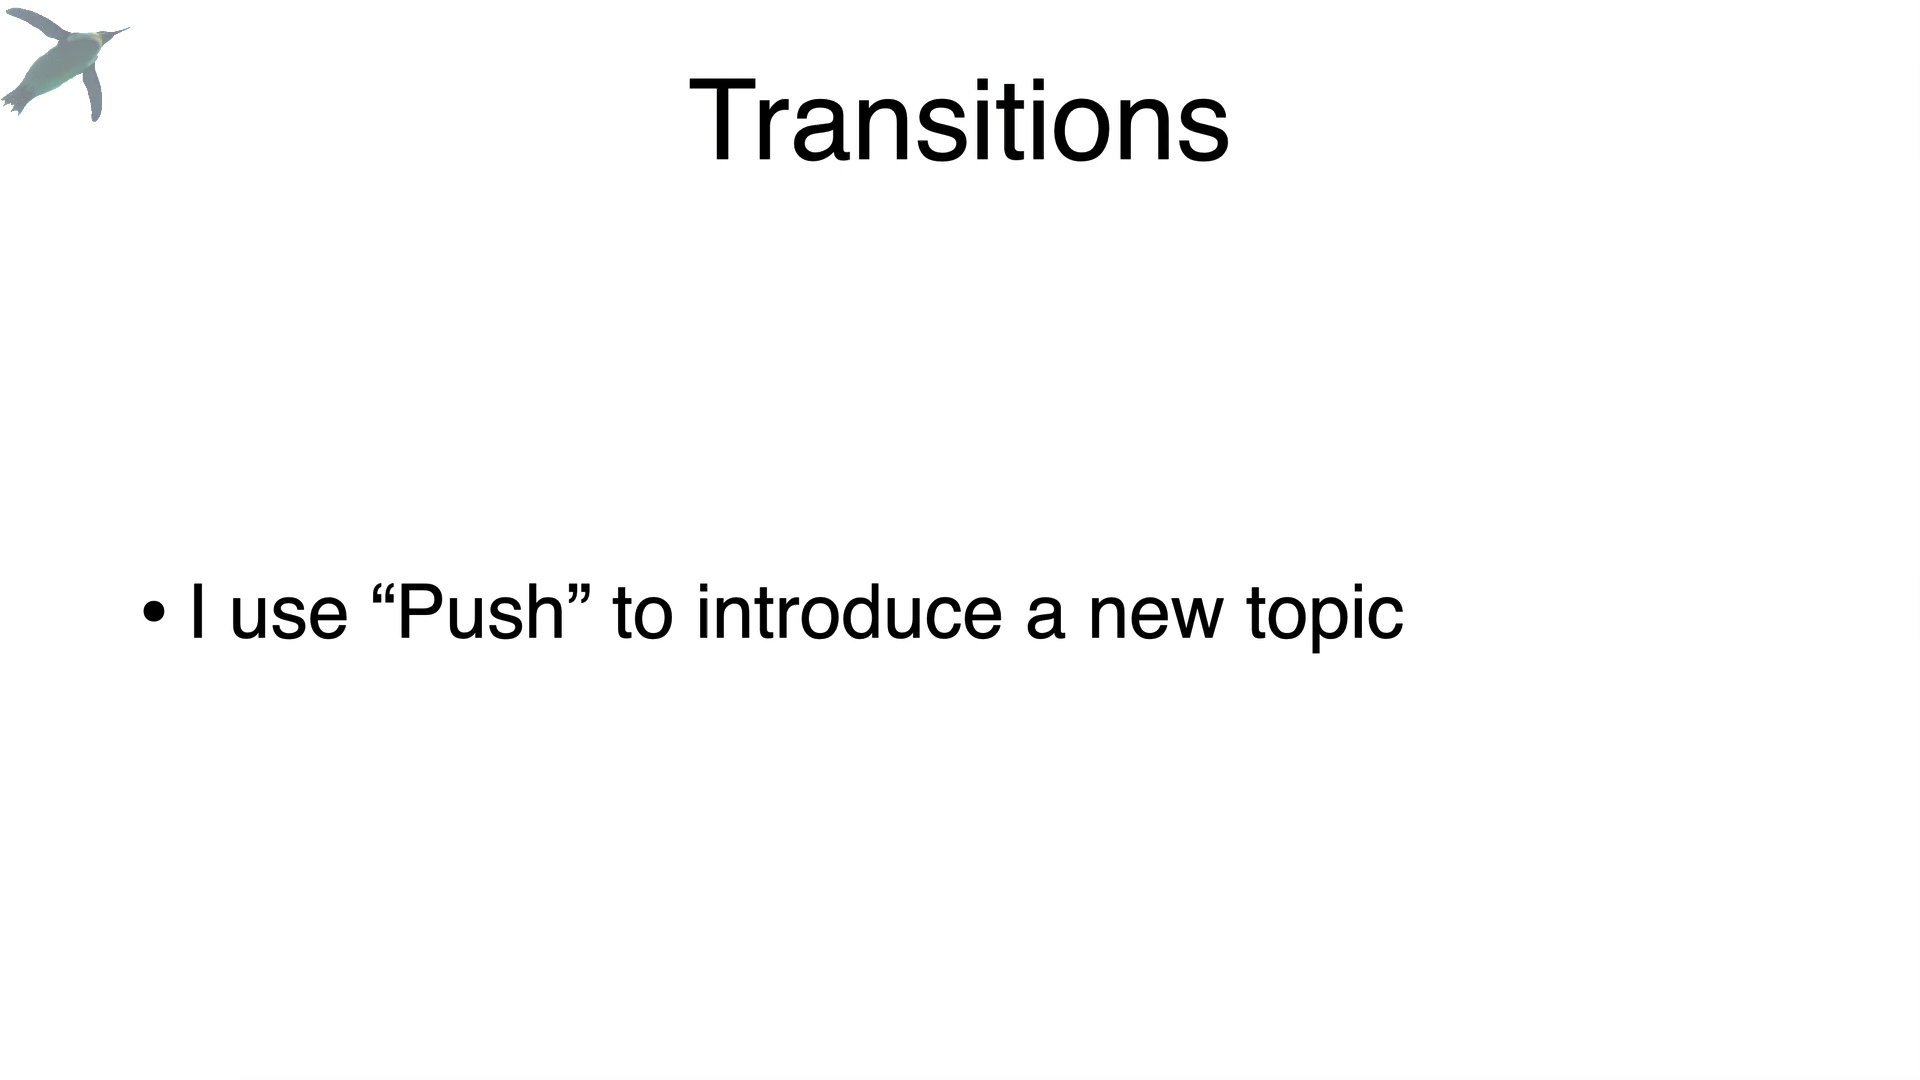 Transitions
• I use “Push” to introduce a new topic